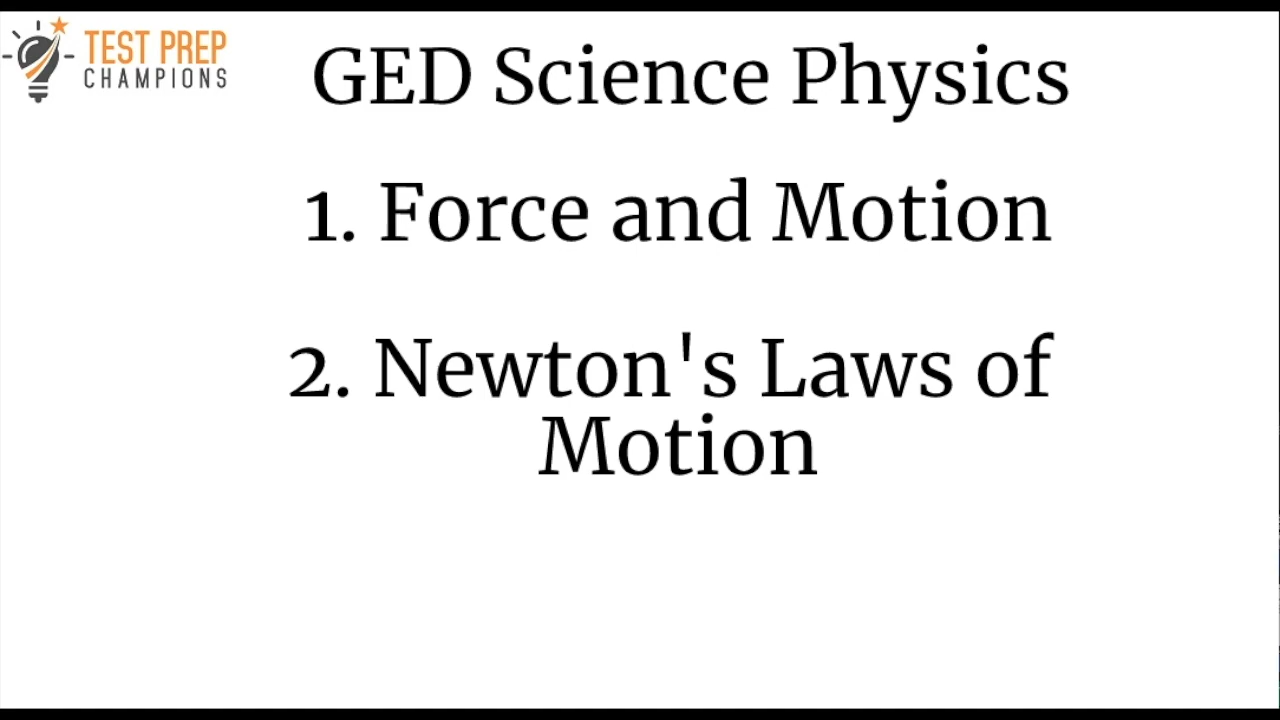 TEST PREP
CHAMPIONS
GED Science Physics
1. Force and Motion
2. Newton's Laws of
Motion